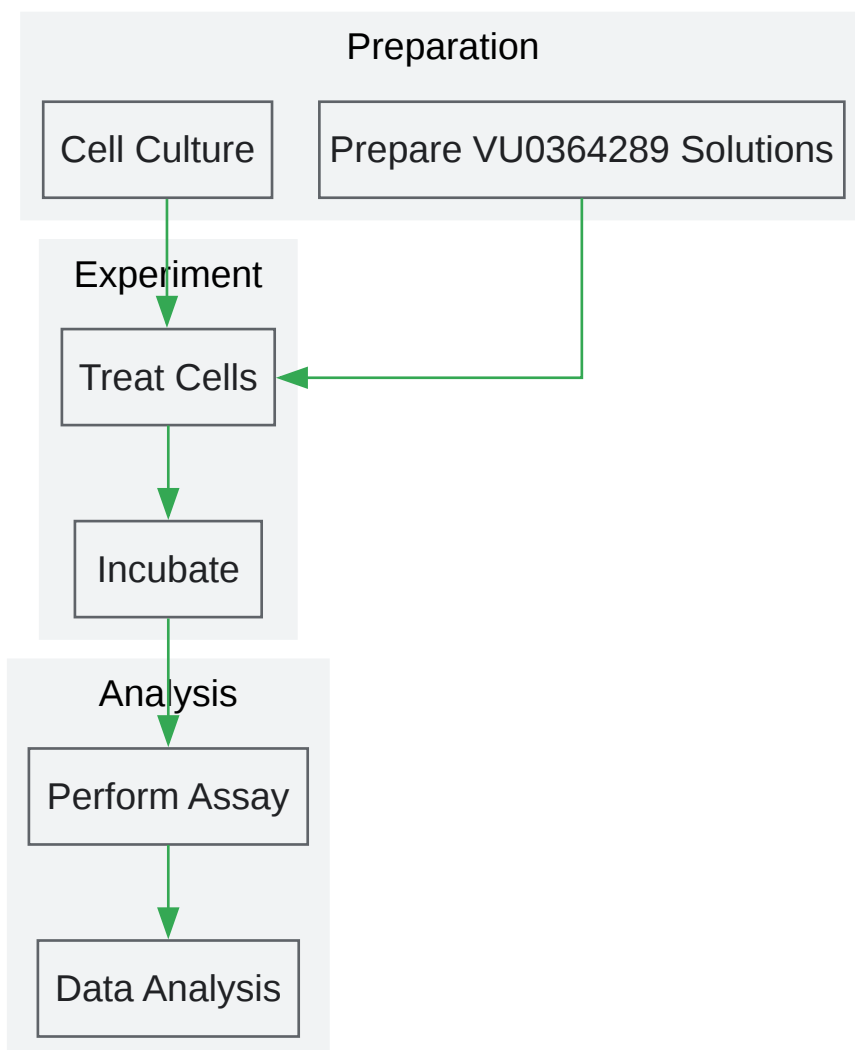 Preparation
Cell Culture
Prepare VU0364289 Solutions
Experiment
Treat Cells
Incubate
Analysis
Perform Assay
Data Analysis